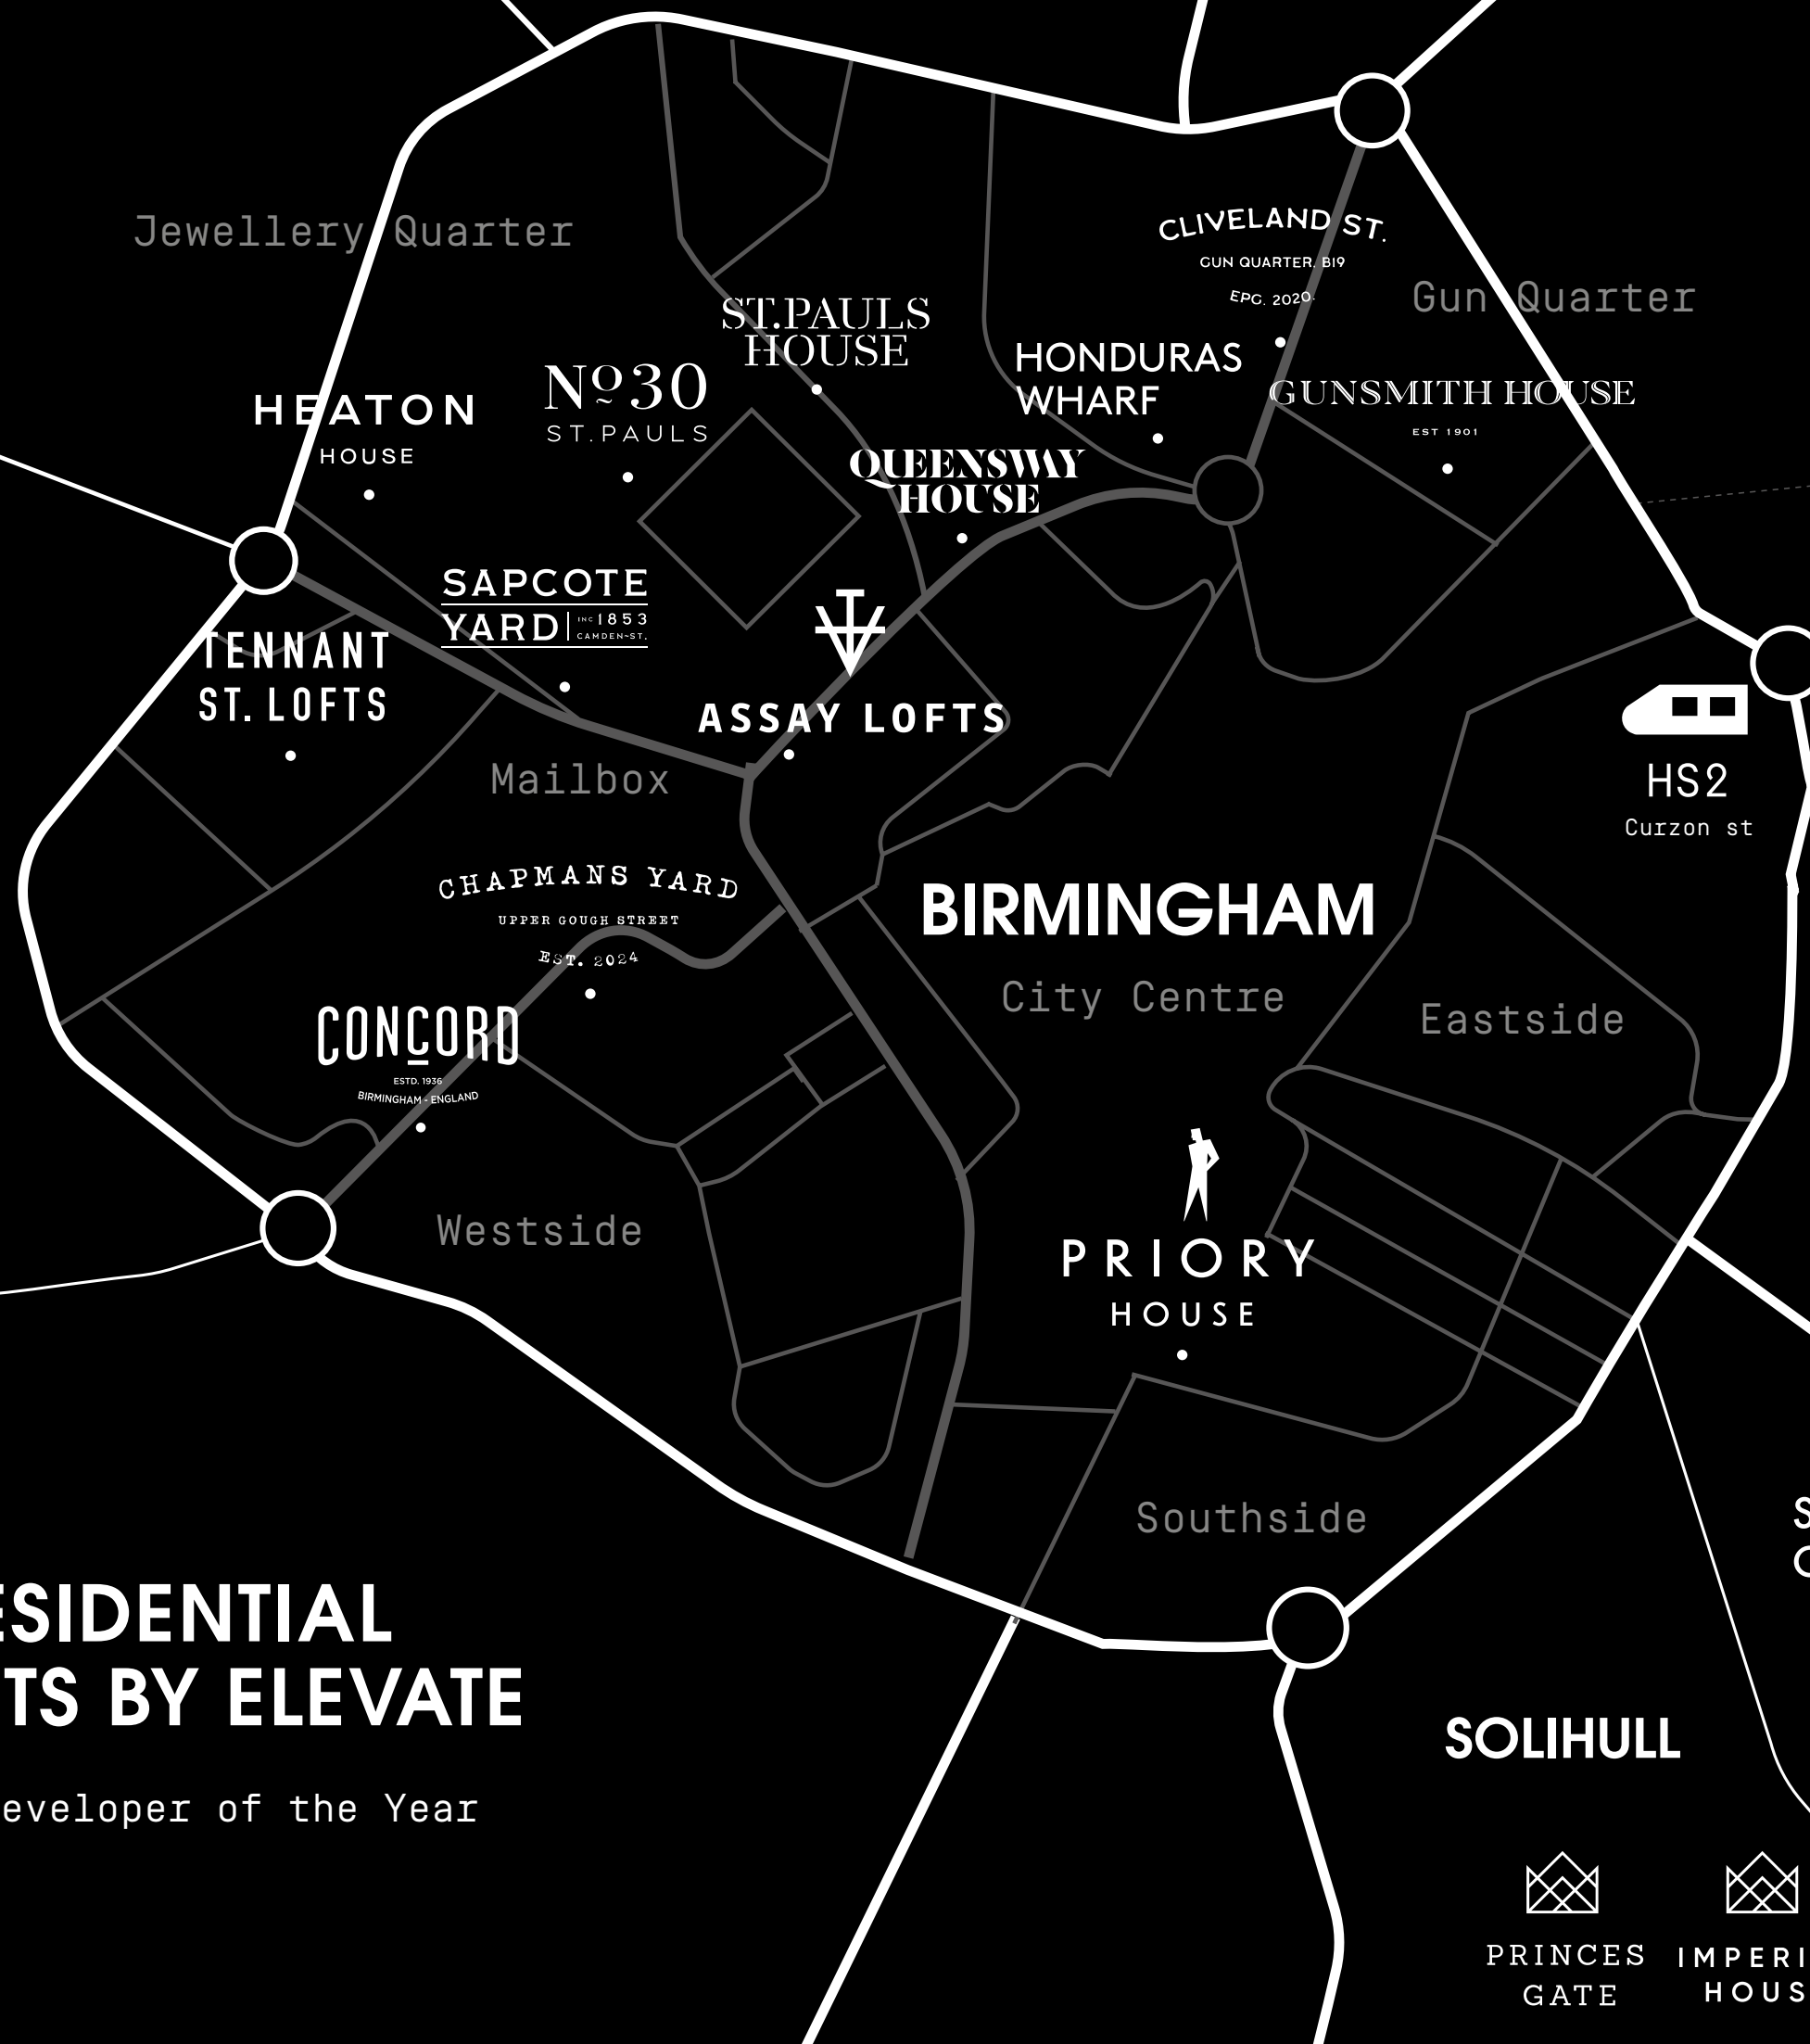 Jewellery Quarter
CLIVELAND ST.
GUN QUARTER, B19
EPG. 2020.
Gun Quarter
ST.PAULS
HOUSE
HONDURAS
WHARF
Nº30
ST.PAULS
HEATON
HOUSE
GUNSMITH HOUSE
EST 1901
QUEENSWAY
HOUSE
SAPCOTE
YARD
INC 1853
CAMDEN~ST.
TENNANT
ST. LOFTS
ASSAY LOFTS
Mailbox
HS2
Curzon st
CHAPMANS YARD
UPPER GOUGH STREET
EST. 2024
BIRMINGHAM
City Centre
Eastside
CONCORD
ESTD. 1936
BIRMINGHAM - ENGLAND
Westside
PRIORY
HOUSE
Southside
ESIDENTIAL
TS BY ELEVATE
eveloper of the Year
SOLIHULL
PRINCES
GATE
IMPERI
HOUS